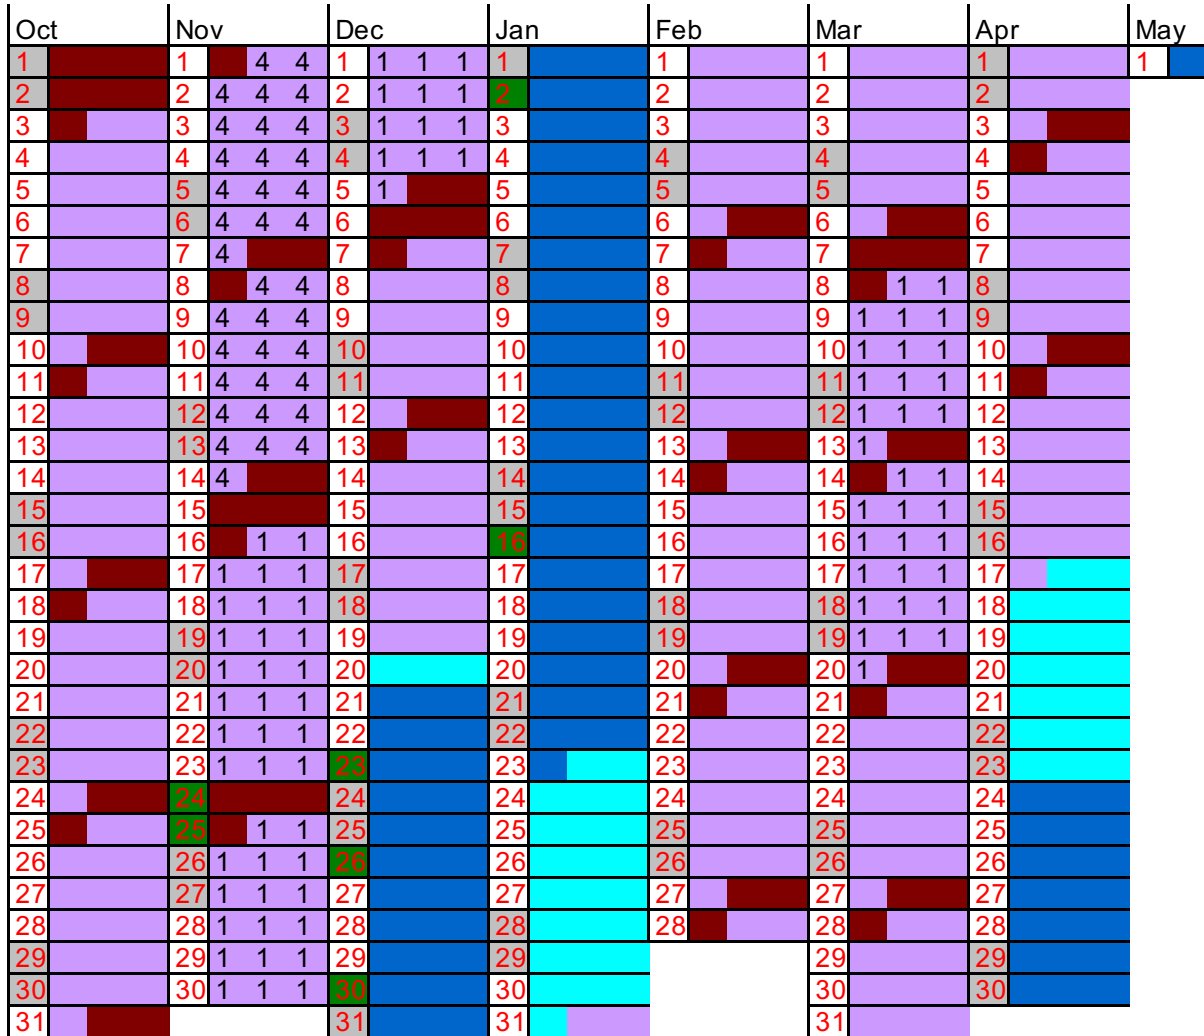 Oct Nov Dec Jan Feb Mar Apr May
1 1 4 4 1 1 1 1 1 1 1 1 1
2 2 4 4 4 2 1 1 1 2 2 2 2
3 3 4 4 4 3 1 1 1 3 3 3 3
4 4 4 4 4 4 1 1 1 4 4 4 4
5 5 4 4 4 5 1 5 5 5 5
6 6 4 4 4 6 6 6 6 6
7 7 4 7 7 7 7 7
8 8 4 4 8 8 8 8 1 1 8
9 9 4 4 4 9 9 9 9 1 1 1 9
10 10 4 4 4 10 10 10 10 1 1 1 10
11 11 4 4 4 11 11 11 11 1 1 1 11
12 12 4 4 4 12 12 12 12 1 1 1 12
13 13 4 4 4 13 13 13 13 1 13
14 14 4 14 14 14 14 1 1 14
15 15 15 15 15 15 1 1 1 15
16 16 1 1 16 16 16 16 1 1 1 16
17 17 1 1 1 17 17 17 17 1 1 1 17
18 18 1 1 1 18 18 18 18 1 1 1 18
19 19 1 1 1 19 19 19 19 1 1 1 19
20 20 1 1 1 20 20 20 20 1 20
21 21 1 1 1 21 21 21 21 21
22 22 1 1 1 22 22 22 22 22
23 23 1 1 1 23 23 23 23 23
24 24 24 24 24 24 24
25 25 1 1 25 25 25 25 25
26 26 1 1 1 26 26 26 26 26
27 27 1 1 1 27 27 27 27 27
28 28 1 1 1 28 28 28 28 28
29 29 1 1 1 29 29 29 29
30 30 1 1 1 30 30 30 30
31 31 31 31